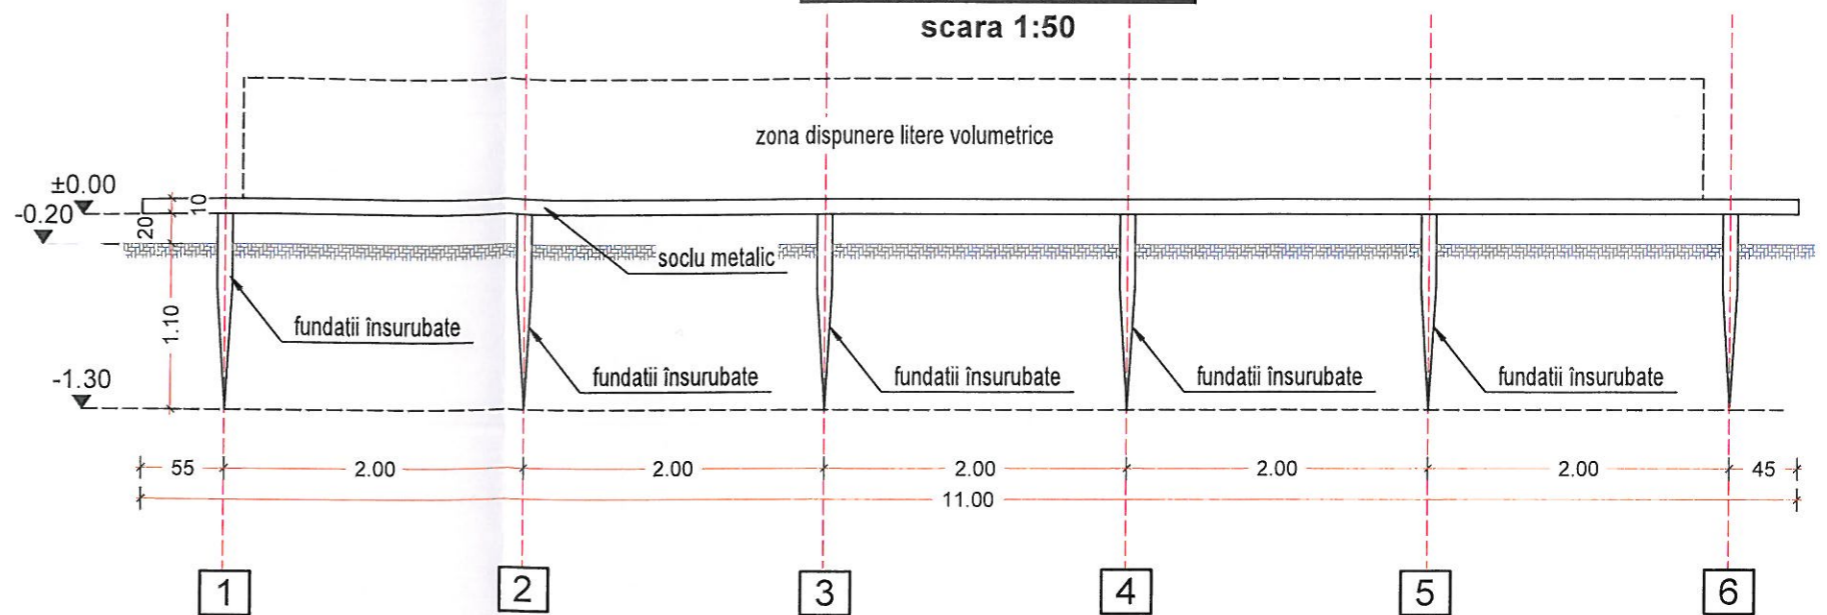 scara 1:50
zona dispunere litere volumetrice
±0.00
-0.20
10
20
soclu metalic
1.10
fundatii însurubate
fundatii însurubate
fundatii însurubate
fundatii însurubate
fundatii însurubate
-1.30
55 2.00 2.00 2.00 2.00 2.00 45
11.00
1 2 3 4 5 6